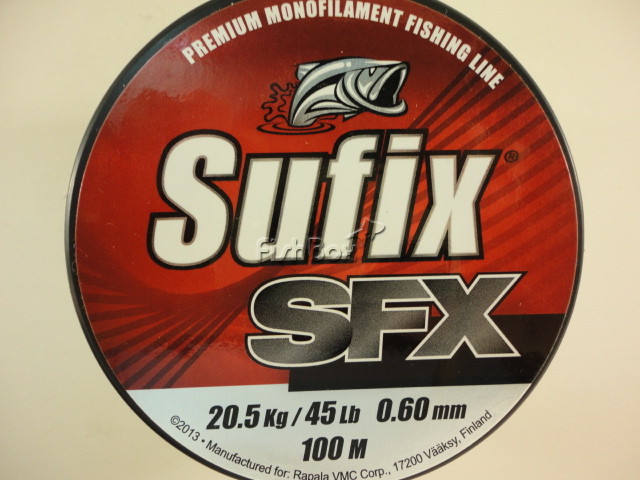 PREMIUM MONOFILAMENT FISHING LINE
Sufix®
FishBoy
SFX
20.5 Kg / 45 Lb 0.60 mm
100 M
©2013 • Manufactured for: Rapala VMC Corp., 17200 Vääksy, Finland